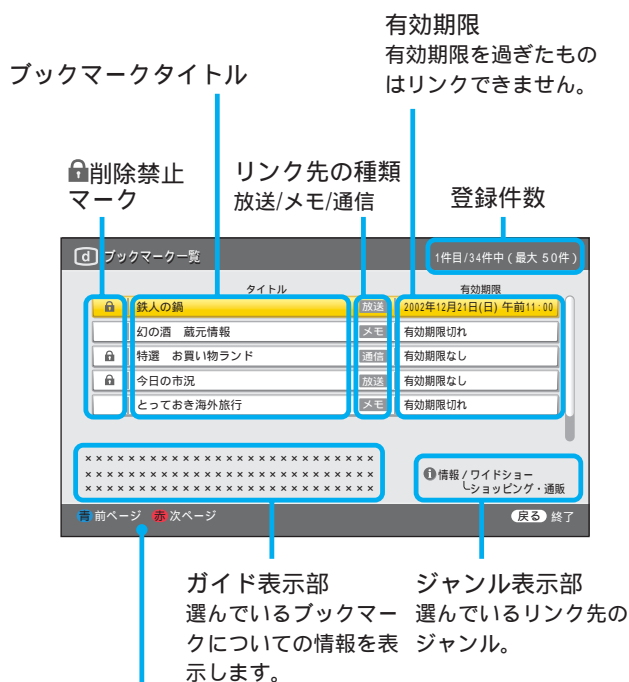 有効期限
有効期限を過ぎたもの
はリンクできません。
ブックマークタイトル
削除禁止
マーク
リンク先の種類
放送/メモ/通信
登録件数
d ブックマーク一覧
1件目/34件中(最大 50件)
タイトル
有効期限
鉄人の鍋 放送 2002年12月21日(日) 午前11:00
幻の酒 蔵元情報 メモ 有効期限切れ
特選 お買い物ランド 通信 有効期限なし
今日の市況 放送 有効期限なし
とっておき海外旅行 メモ 有効期限切れ
××××××××××××××××××××××××××××
××××××××××××××××××××××××××××
××××××××××××××××××××××××××××
i 情報/ワイドショー
ショッピング・通販
青 前ページ 赤 次ページ
戻る 終了
ガイド表示部
選んでいるブックマー
クについての情報を表
示します。
ジャンル表示部
選んでいるリンク先の
ジャンル。